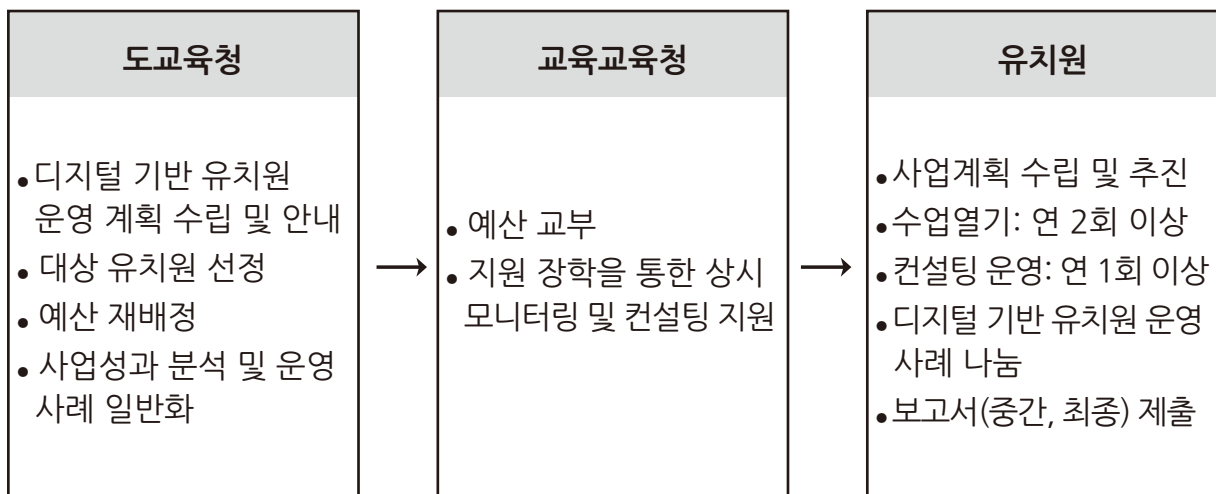 도교육청
• 디지털 기반 유치원
운영 계획 수립 및 안내
• 대상 유치원 선정
• 예산 재배정
• 사업성과 분석 및 운영
사례 일반화
→
교육교육청
• 예산 교부
• 지원 장학을 통한 상시
모니터링 및 컨설팅 지원
→
유치원
• 사업계획 수립 및 추진
• 수업열기: 연 2회 이상
• 컨설팅 운영: 연 1회 이상
• 디지털 기반 유치원 운영
사례 나눔
• 보고서(중간, 최종) 제출